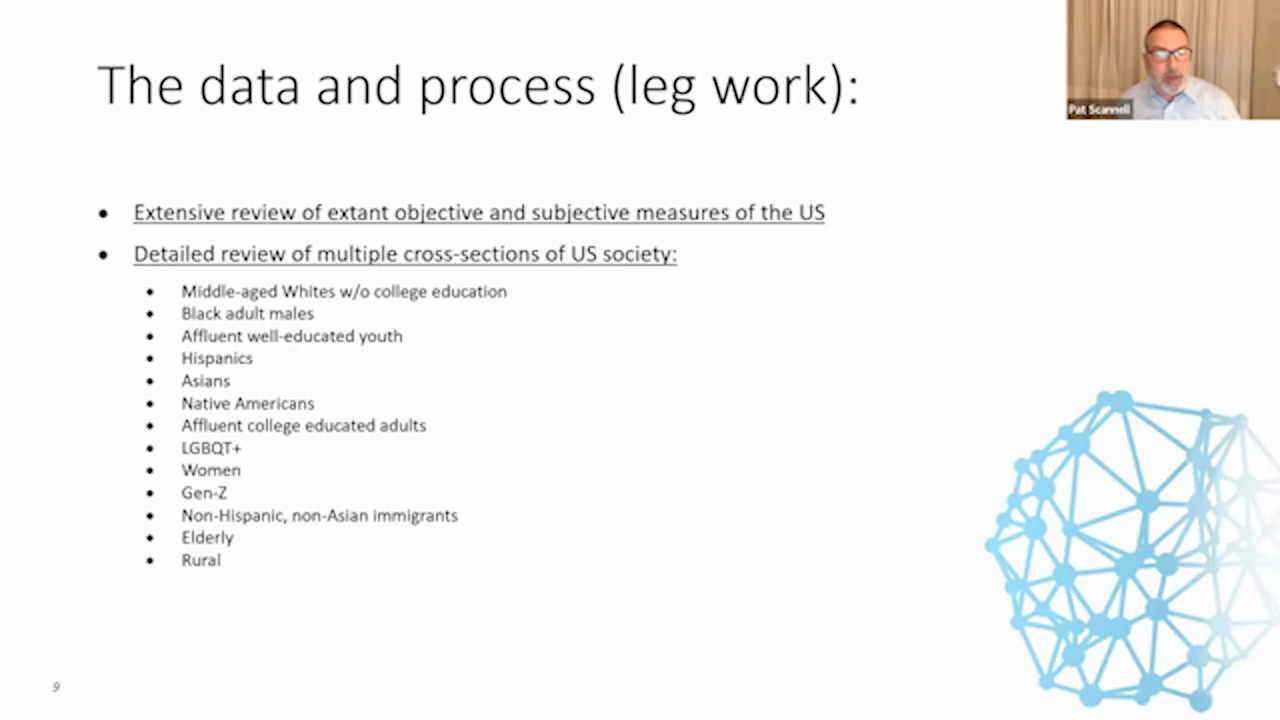 The data and process (leg work):
Pat Scannell
• Extensive review of extant objective and subjective measures of the US
• Detailed review of multiple cross-sections of US society:
• Middle-aged Whites w/o college education
• Black adult males
• Affluent well-educated youth
• Hispanics
• Asians
• Native Americans
• Affluent college educated adults
• LGBQT+
• Women
• Gen-Z
• Non-Hispanic, non-Asian immigrants
• Elderly
• Rural
9